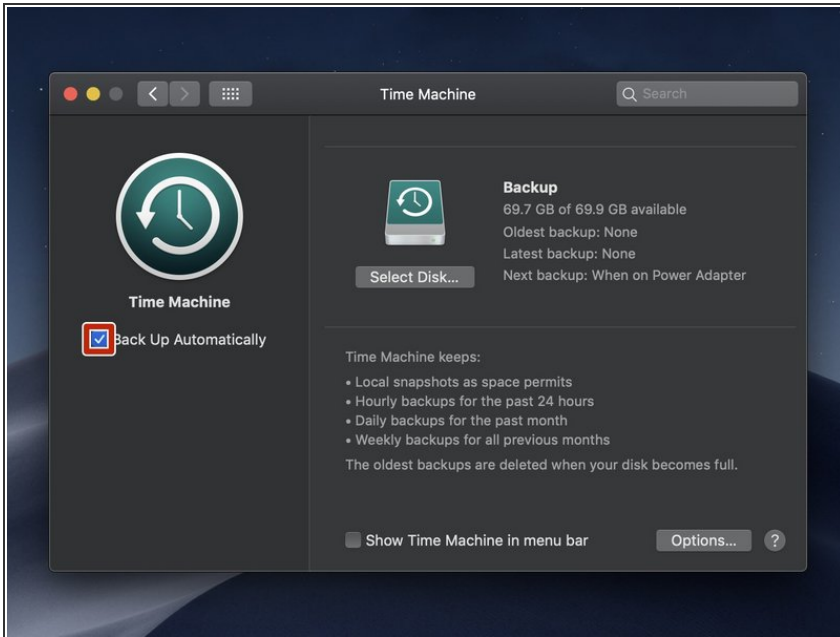 Time Machine
Search
Time Machine
Back Up Automatically
Backup
69.7 GB of 69.9 GB available
Oldest backup: None
Latest backup: None
Next backup: When on Power Adapter
Select Disk...
Time Machine keeps:
• Local snapshots as space permits
• Hourly backups for the past 24 hours
• Daily backups for the past month
• Weekly backups for all previous months
The oldest backups are deleted when your disk becomes full.
Show Time Machine in menu bar
Options...
?